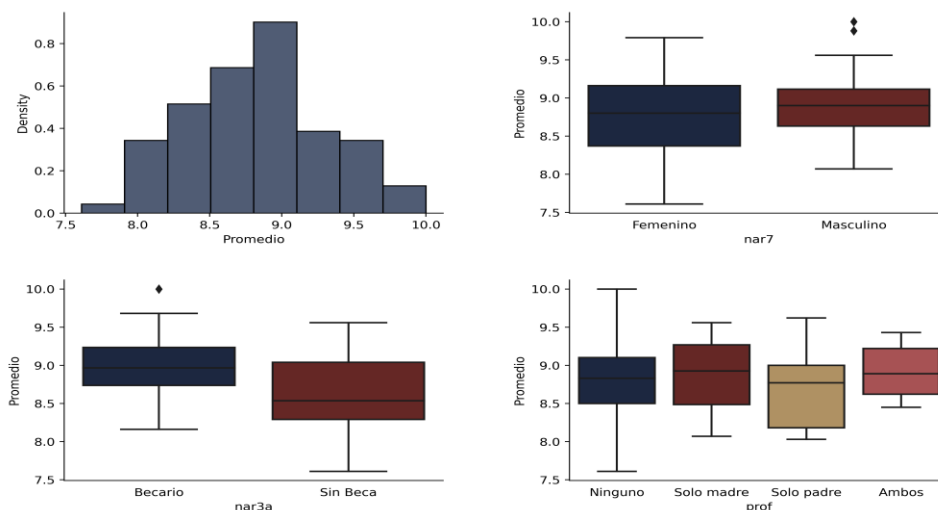 0.8
0.6
0.4
0.2
0.0
Density
7.5 8.0 8.5 9.0 9.5 10.0
Promedio
10.0
9.5
9.0
8.5
8.0
7.5
Promedio
Femenino Masculino
nar7
10.0
9.5
9.0
8.5
8.0
7.5
Promedio
Becario Sin Beca
nar3a
10.0
9.5
9.0
8.5
8.0
7.5
Promedio
Ninguno Solo madre Solo padre Ambos
prof